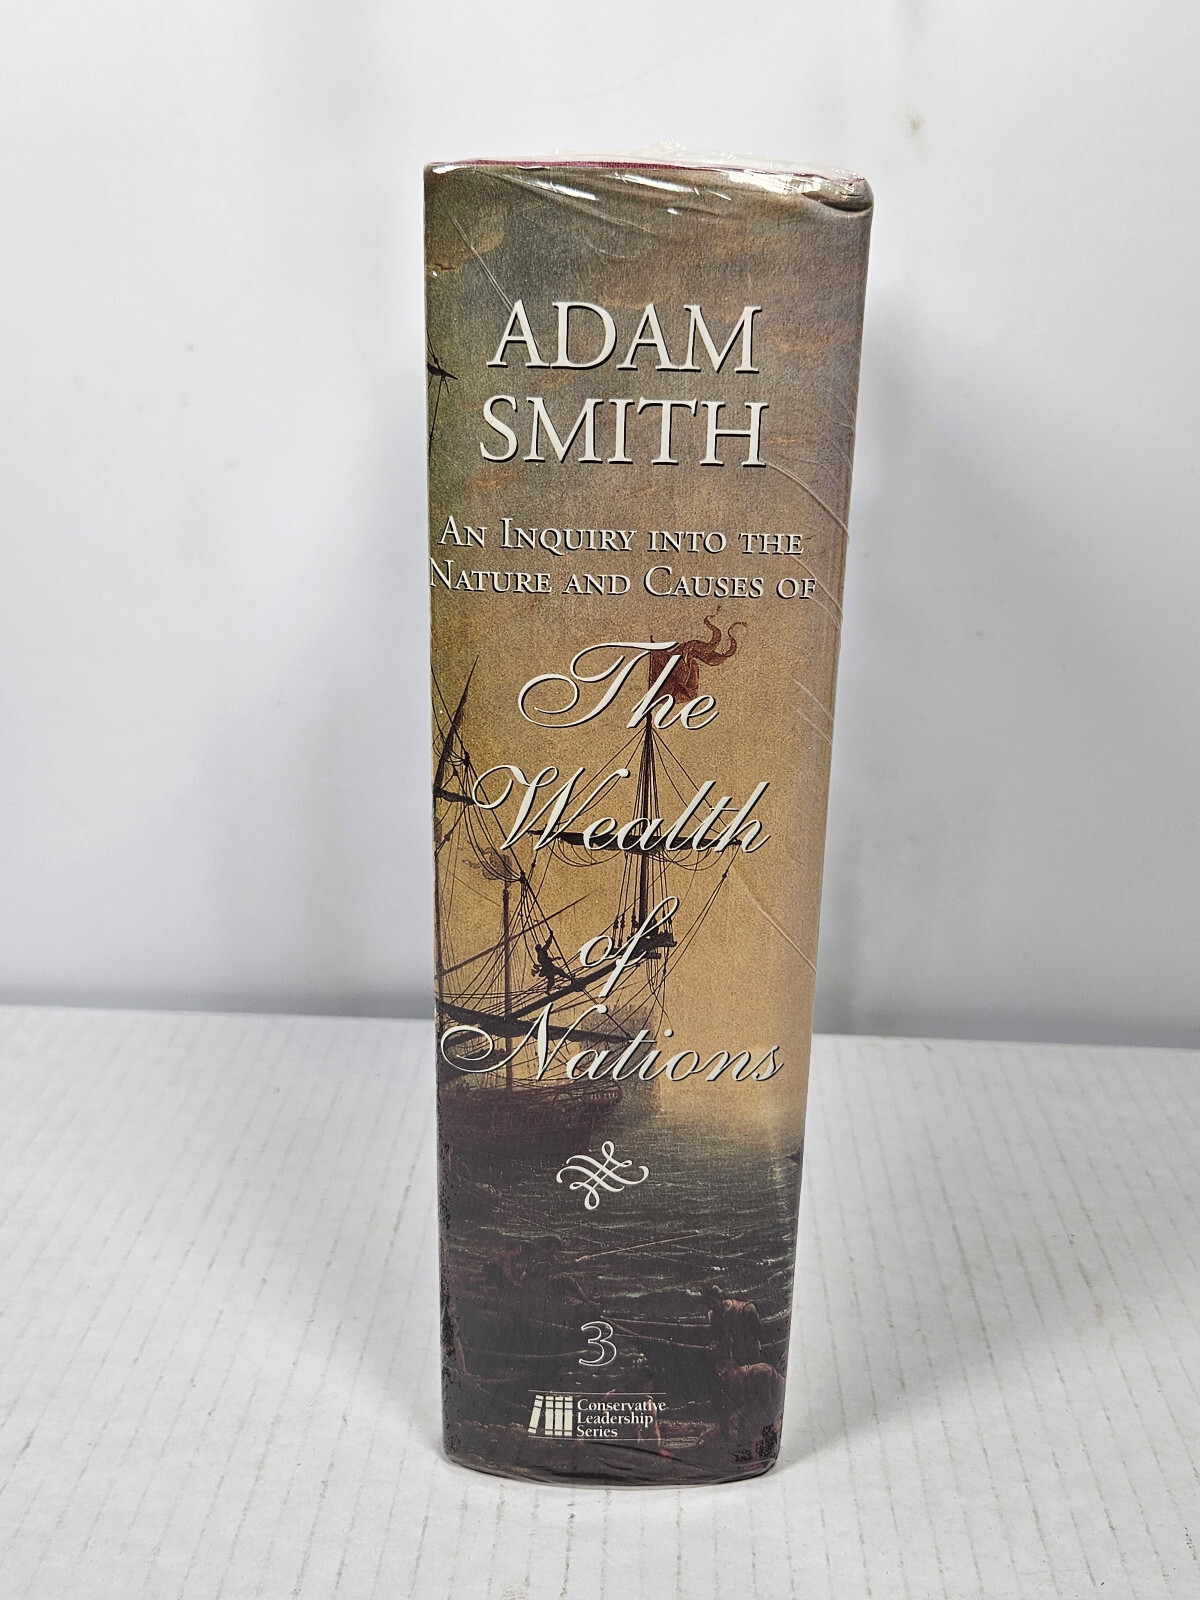 ADAM
SMITH
An Inquiry into the
Nature and Causes of
The
Wealth
of
Nations
3
Conservative
Leadership
Series